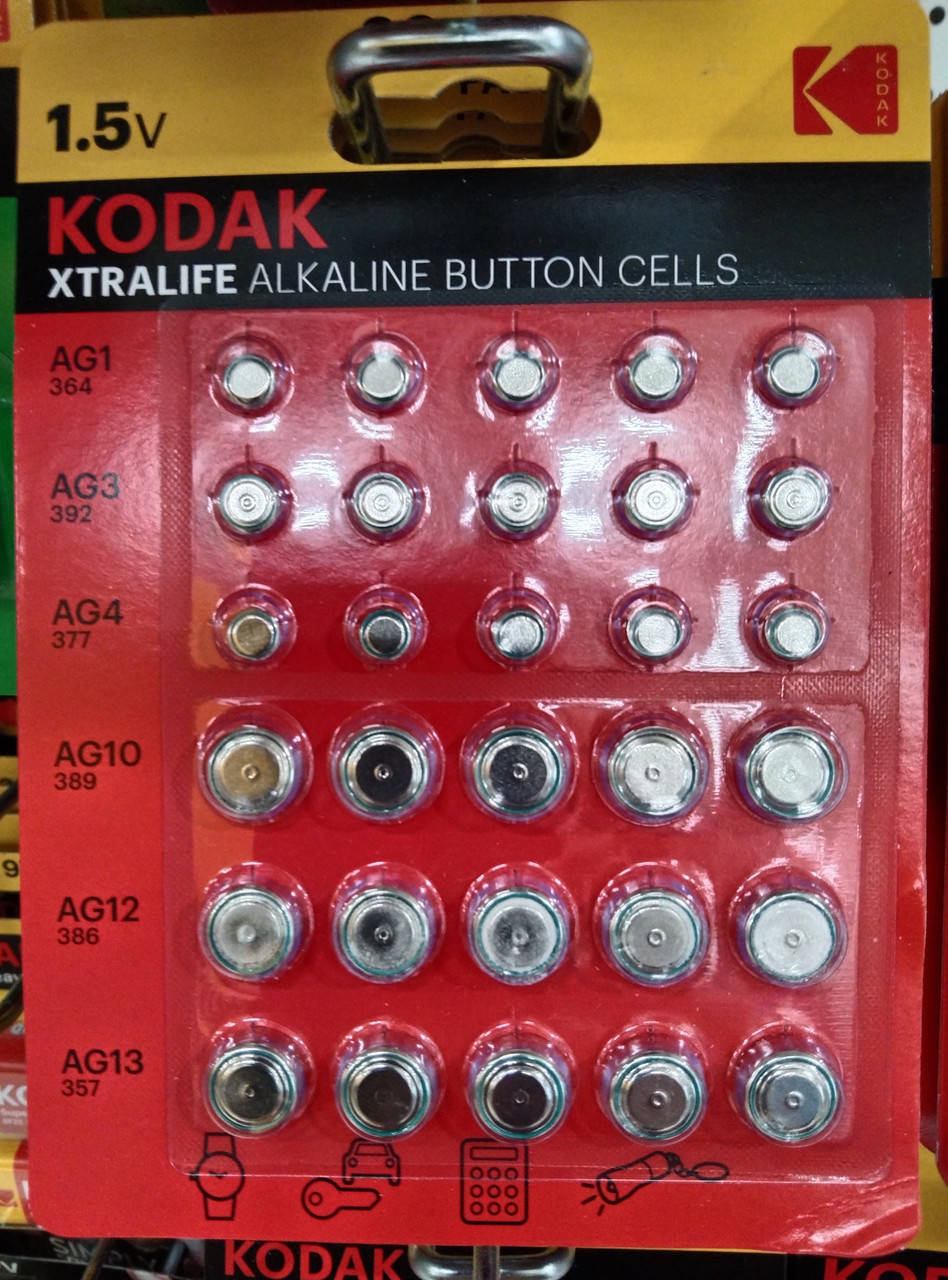 1.5V
KODAK
KODAK
XTRALIFE ALKALINE BUTTON CELLS
AG1
364
AG3
392
AG4
377
AG10
389
AG12
386
AG13
357
9
KODAK